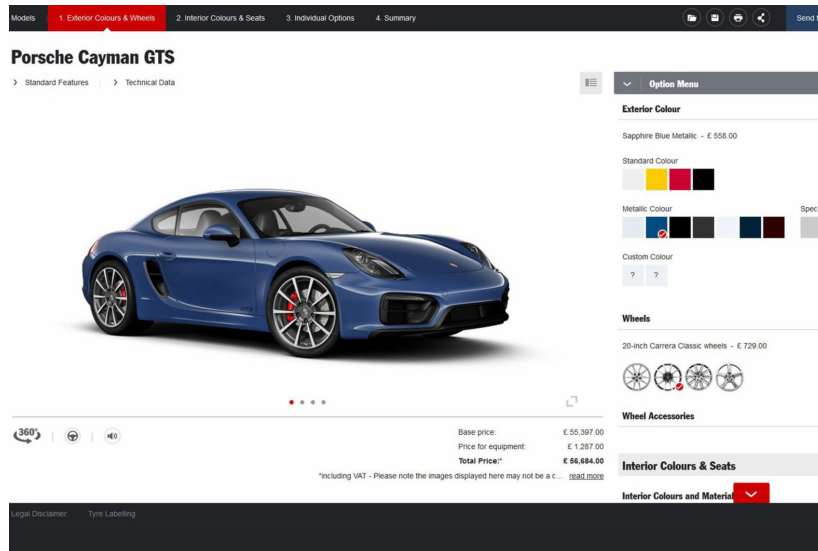 Models
1. Exterior Colours & Wheels
2. Interior Colours & Seats
3. Individual Options
4. Summary
Send
Porsche Cayman GTS
Standard Features
Technical Data
Option Menu
Exterior Colour
Sapphire Blue Metallic - £ 558.00
Standard Colour
Metallic Colour
Spec
Custom Colour
? ?
Wheels
20-inch Carrera Classic wheels - £ 729.00
Wheel Accessories
360°
Base price: £ 55,397.00
Price for equipment: £ 1,287.00
Total Price:* £ 56,684.00
*including VAT - Please note the images displayed here may not be a c... read more
Interior Colours & Seats
Interior Colours and Material
Legal Disclaimer
Tyre Labelling